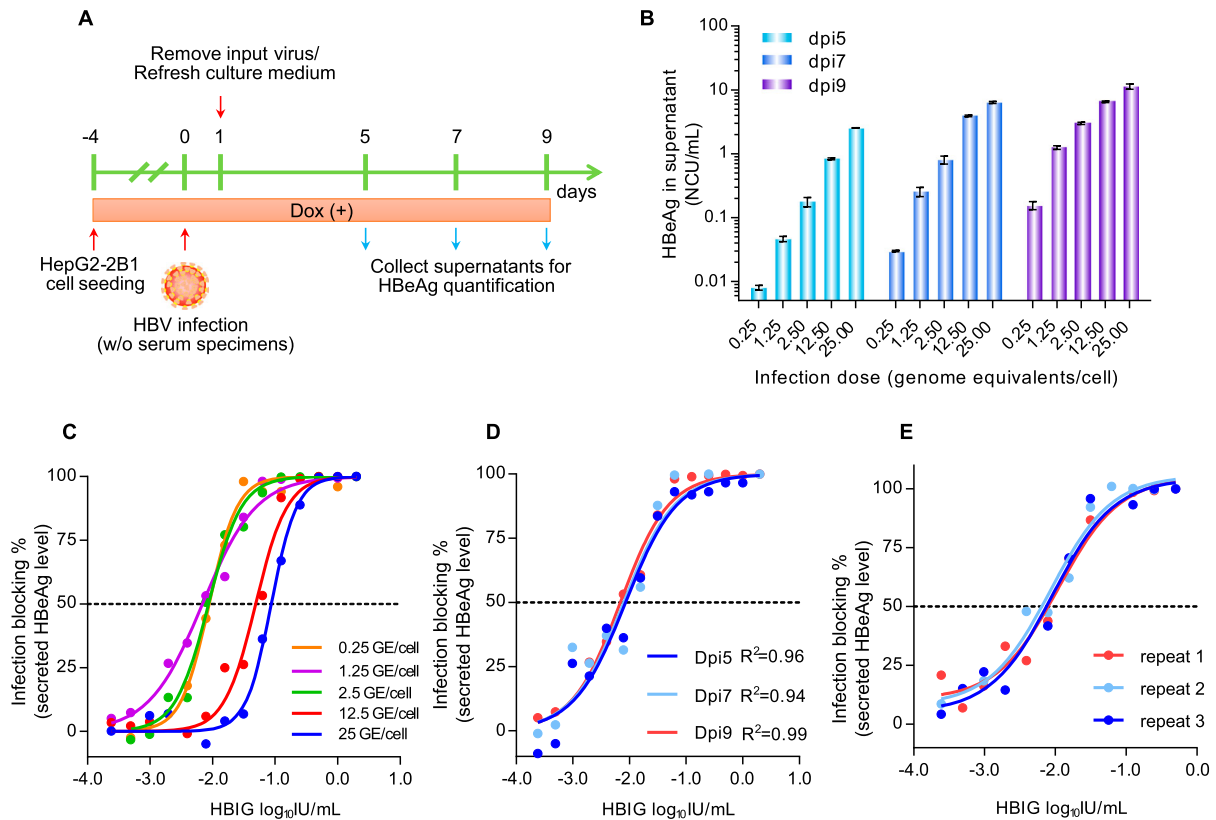 A
Remove input virus/
Refresh culture medium
-4 0 1 5 7 9
days
Dox (+)
HepG2-2B1
cell seeding
HBV infection
(w/o serum specimens)
Collect supernatants for
HBeAg quantification
B
HBeAg in supernatant
(NCU/mL)
100
10
1
0.1
0.01
dpi5
dpi7
dpi9
0.25 1.25 2.50 12.50 25.00 0.25 1.25 2.50 12.50 25.00 0.25 1.25 2.50 12.50 25.00
Infection dose (genome equivalents/cell)
C
Infection blocking %
(secreted HBeAg level)
100
75
50
25
0
0.25 GE/cell
1.25 GE/cell
2.5 GE/cell
12.5 GE/cell
25 GE/cell
-4.0 -3.0 -2.0 -1.0 0.0 1.0
HBIG log₁₀IU/mL
D
Infection blocking %
(secreted HBeAg level)
100
75
50
25
0
Dpi5 R²=0.96
Dpi7 R²=0.94
Dpi9 R²=0.99
-4.0 -3.0 -2.0 -1.0 0.0 1.0
HBIG log₁₀IU/mL
E
Infection blocking %
(secreted HBeAg level)
100
75
50
25
0
repeat 1
repeat 2
repeat 3
-4.0 -3.0 -2.0 -1.0 0.0
HBIG log₁₀IU/mL